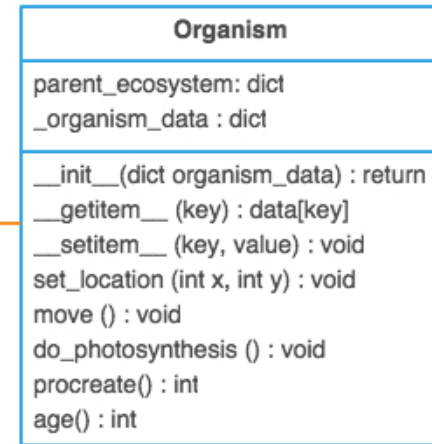 Organism
parent_ecosystem: dict
_organism_data : dict
__init__(dict organism_data) : return
__getitem__ (key) : data[key]
__setitem__ (key, value) : void
set_location (int x, int y) : void
move () : void
do_photosynthesis () : void
procreate() : int
age() : int